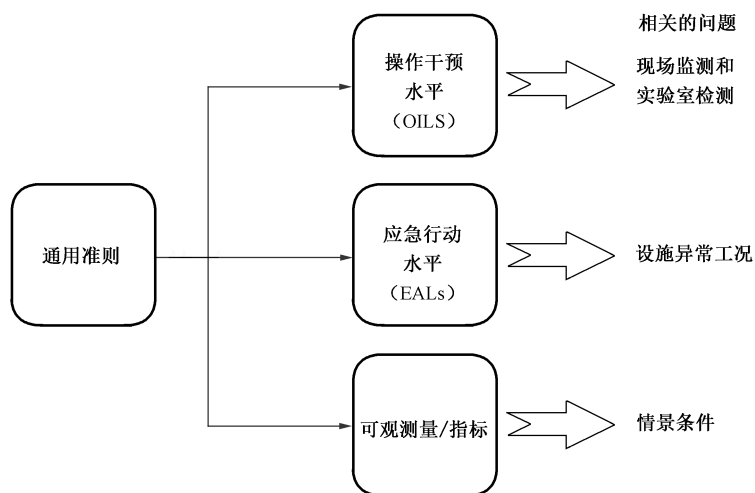 相关的问题
操作干预
水平
（OILS）
现场监测和
实验室检测
通用准则
应急行动
水平
（EALs）
设施异常工况
可观测量/指标
情景条件